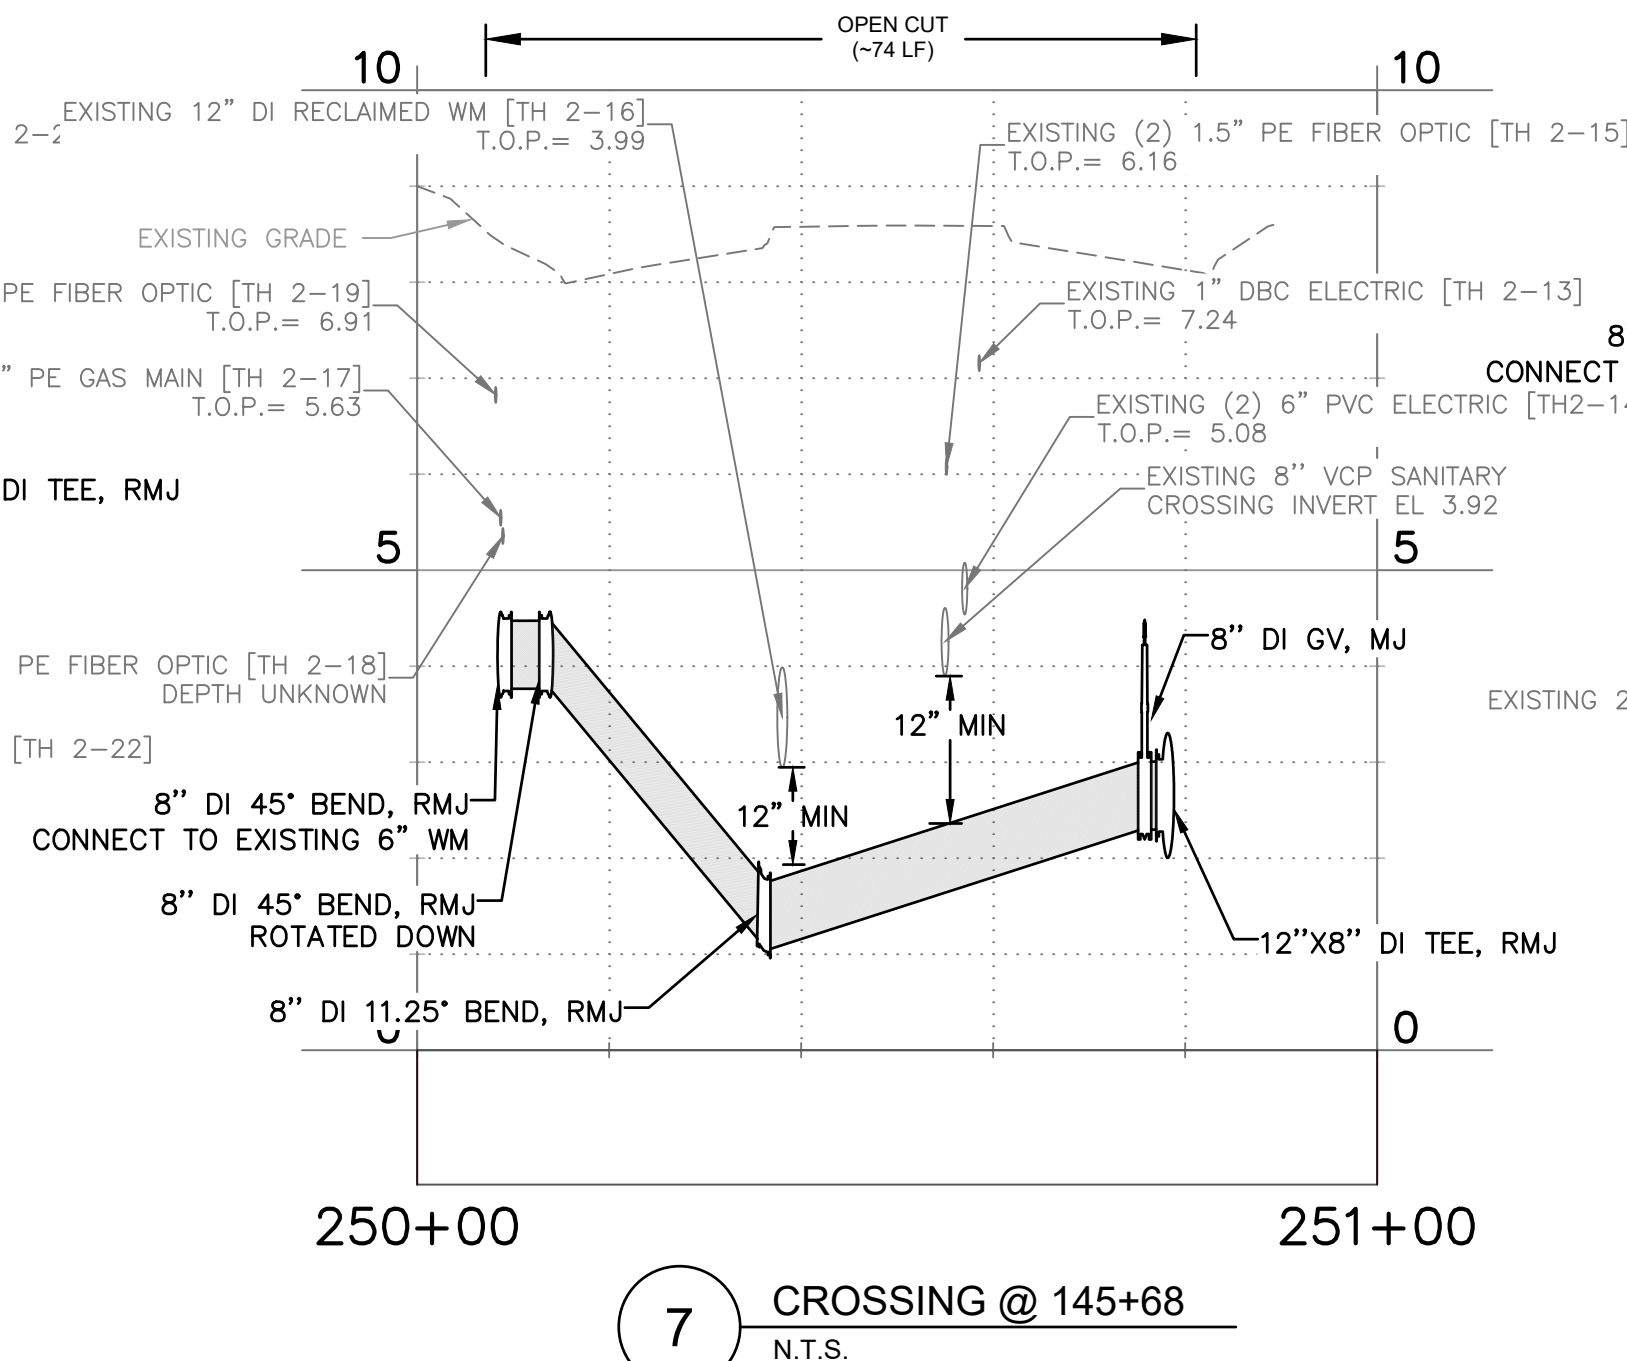 OPEN CUT
(~74 LF)
10
10
EXISTING 12" DI RECLAIMED WM [TH 2-16]
T.O.P.= 3.99
EXISTING (2) 1.5" PE FIBER OPTIC [TH 2-15]
T.O.P.= 6.16
EXISTING GRADE
PE FIBER OPTIC [TH 2-19]
T.O.P.= 6.91
EXISTING 1" DBC ELECTRIC [TH 2-13]
T.O.P.= 7.24
8
CONNECT
" PE GAS MAIN [TH 2-17]
T.O.P.= 5.63
EXISTING (2) 6" PVC ELECTRIC [TH2-14
T.O.P.= 5.08
DI TEE, RMJ
EXISTING 8'' VCP SANITARY
CROSSING INVERT EL 3.92
5
5
8'' DI GV, MJ
PE FIBER OPTIC [TH 2-18]
DEPTH UNKNOWN
EXISTING 2
12" MIN
[TH 2-22]
8'' DI 45° BEND, RMJ
CONNECT TO EXISTING 6" WM
12" MIN
8'' DI 45° BEND, RMJ
ROTATED DOWN
12''X8'' DI TEE, RMJ
8'' DI 11.25° BEND, RMJ
0
0
250+00
251+00
7
CROSSING @ 145+68
N.T.S.